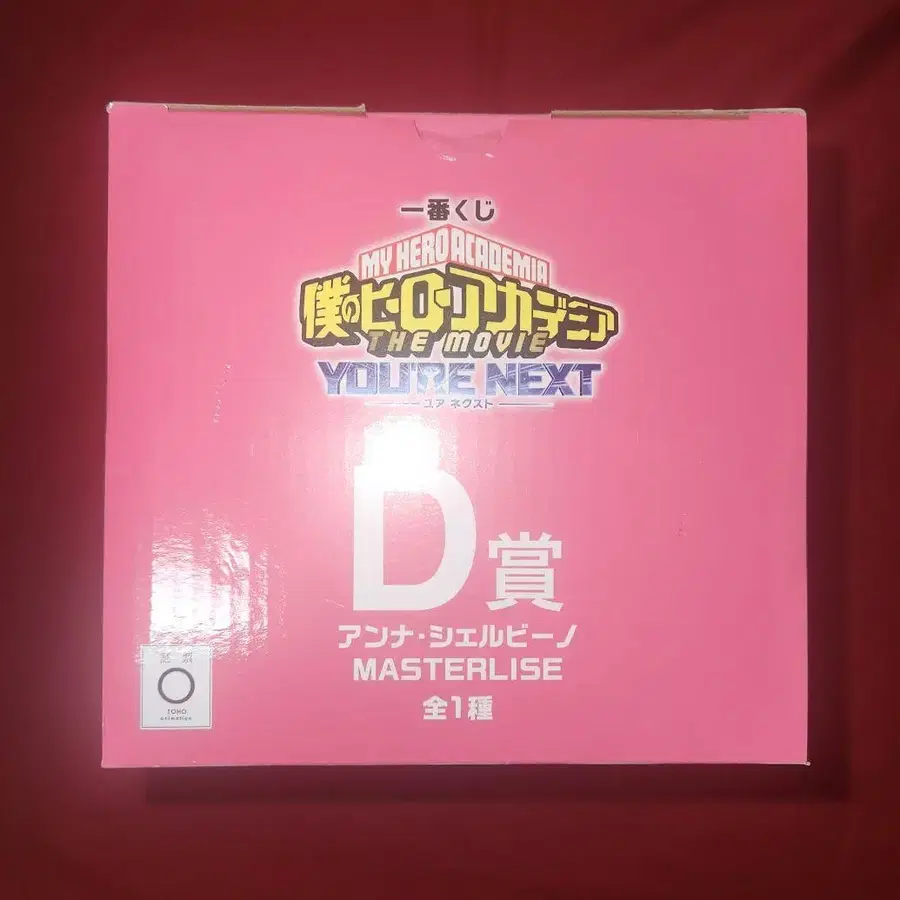 一番くじ
MY HERO ACADEMIA
僕のヒーローアカデミア
THE MOVIE
YOU'RE NEXT
ユア ネクスト
D賞
アンナ・シェルビーノ
MASTERLISE
全1種
TOHO
animation